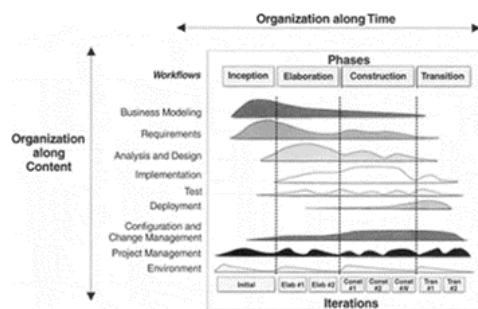 Organization along Time
Phases
Workflows
Inception
Elaboration
Construction
Transition
Organization
along
Content
Business Modeling
Requirements
Analysis and Design
Implementation
Test
Deployment
Configuration and
Change Management
Project Management
Environment
Initial
Elab #1
Elab #2
Const
#1
Const
#2
Const
#N
Tran
#1
Tran
#2
Iterations